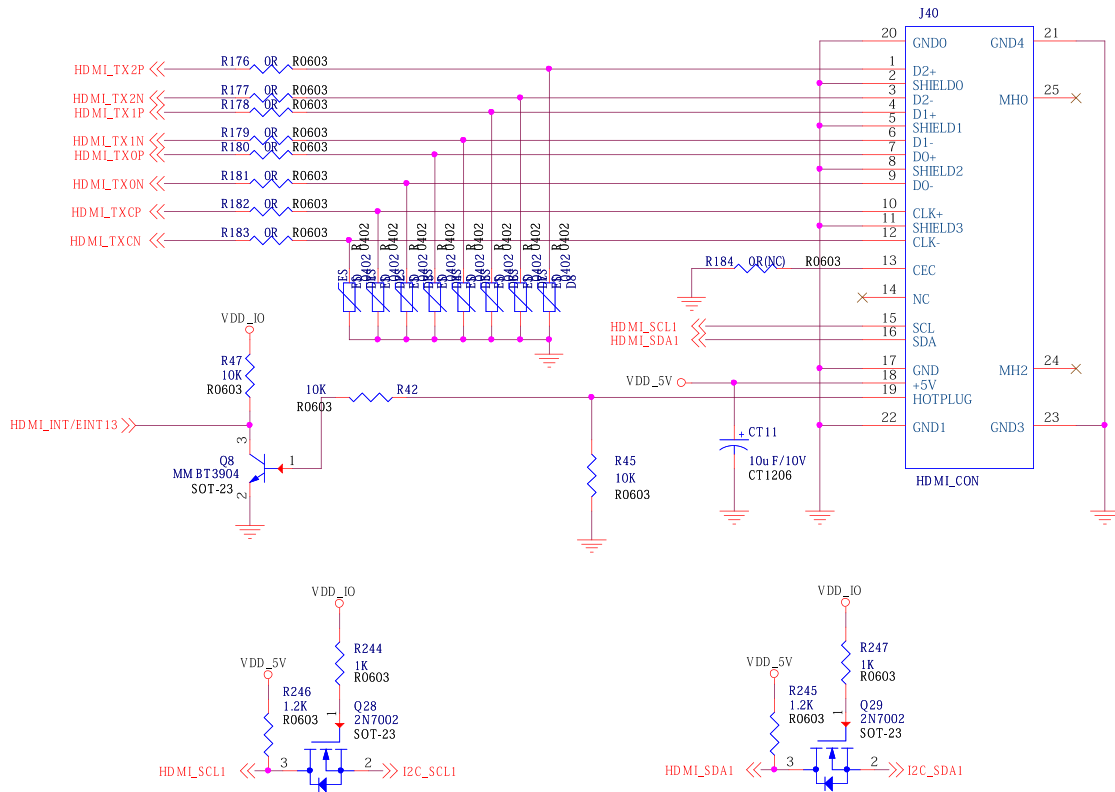 J40
20 GND0 GND4 21
HDMI_TX2P R176 0R R0603 1 D2+
2 SHIELD0
HDMI_TX2N R177 0R R0603 3 D2- MH0 25
HDMI_TX1P R178 0R R0603 4 D1+
5 SHIELD1
HDMI_TX1N R179 0R R0603 6 D1-
HDMI_TX0P R180 0R R0603 7 D0+
8 SHIELD2
HDMI_TX0N R181 0R R0603 9 D0-
HDMI_TXCP R182 0R R0603 10 CLK+
11 SHIELD3
HDMI_TXCN R183 0R R0603 12 CLK-
R184 0R(NC) R0603 13 CEC
14 NC
HDMI_SCL1 15 SCL
HDMI_SDA1 16 SDA
17 GND MH2 24
VDD_5V 18 +5V
19 HOTPLUG
22 GND1 GND3 23
HDMI_CON
VDD_IO
R47
10K
R0603
10K R42
R0603
HDMI_INT/EINT13
3
Q8 1
MMBT3904
SOT-23
2
R45
10K
R0603
+ CT11
10uF/10V
CT1206
VDD_IO
R244
1K
R0603
VDD_5V
R246
1.2K
R0603
1
Q28
2N7002
SOT-23
HDMI_SCL1 3 2 I2C_SCL1
VDD_IO
R247
1K
R0603
VDD_5V
R245
1.2K
R0603
1
Q29
2N7002
SOT-23
HDMI_SDA1 3 2 I2C_SDA1